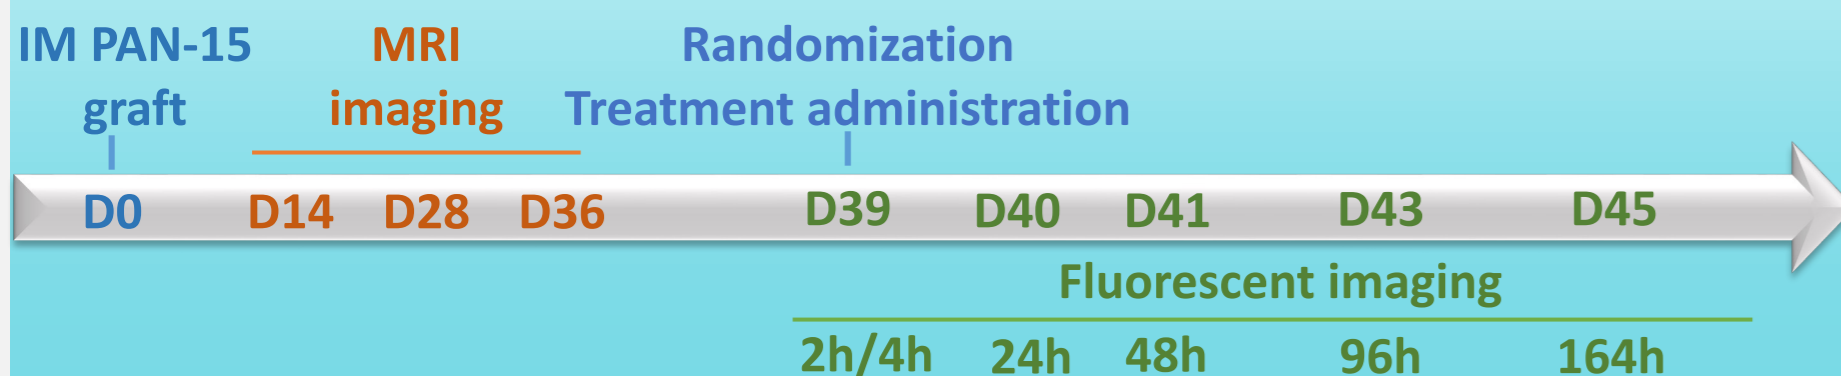 IM PAN-15
graft
MRI
imaging
Randomization
Treatment administration
D0 D14 D28 D36 D39 D40 D41 D43 D45
Fluorescent imaging
2h/4h 24h 48h 96h 164h